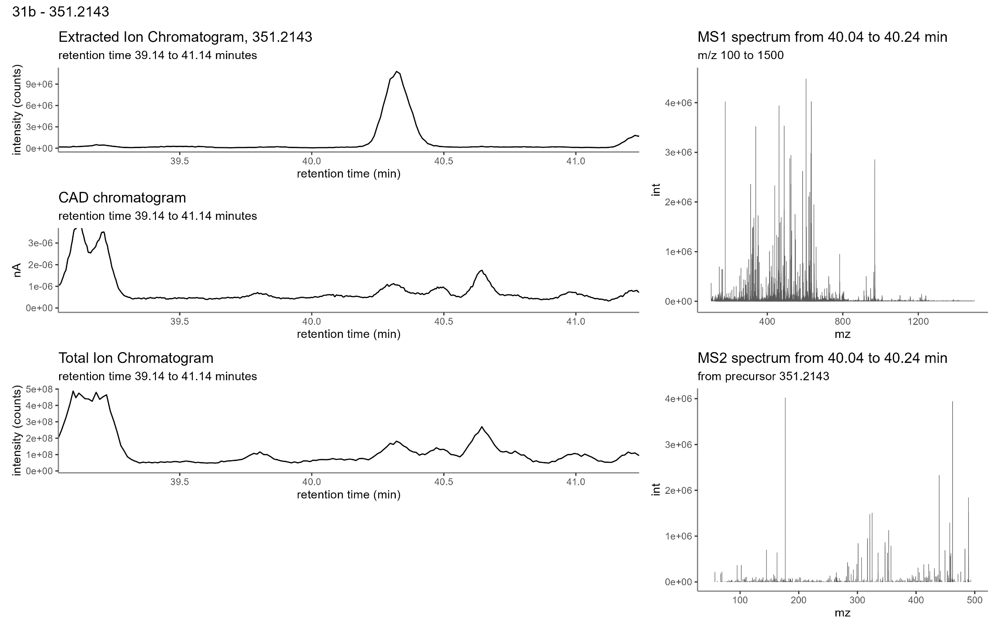 31b - 351.2143
Extracted Ion Chromatogram, 351.2143
retention time 39.14 to 41.14 minutes
intensity (counts)
9e+06
6e+06
3e+06
0e+00
39.5 40.0 40.5 41.0
retention time (min)
CAD chromatogram
retention time 39.14 to 41.14 minutes
nA
3e-06
2e-06
1e-06
0e+00
39.5 40.0 40.5 41.0
retention time (min)
Total Ion Chromatogram
retention time 39.14 to 41.14 minutes
intensity (counts)
5e+08
4e+08
3e+08
2e+08
1e+08
0e+00
39.5 40.0 40.5 41.0
retention time (min)
MS1 spectrum from 40.04 to 40.24 min
m/z 100 to 1500
int
4e+06
3e+06
2e+06
1e+06
0e+00
400 800 1200
mz
MS2 spectrum from 40.04 to 40.24 min
from precursor 351.2143
int
4e+06
3e+06
2e+06
1e+06
0e+00
100 200 300 400 500
mz